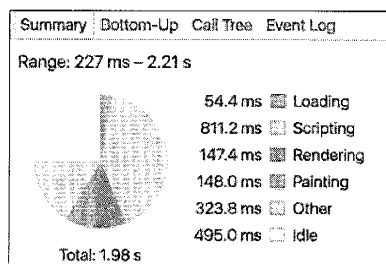 Summary Bottom-Up Call Tree Event Log
Range: 227 ms – 2.21 s
54.4 ms Loading
811.2 ms Scripting
147.4 ms Rendering
148.0 ms Painting
323.8 ms Other
495.0 ms Idle
Total: 1.98 s